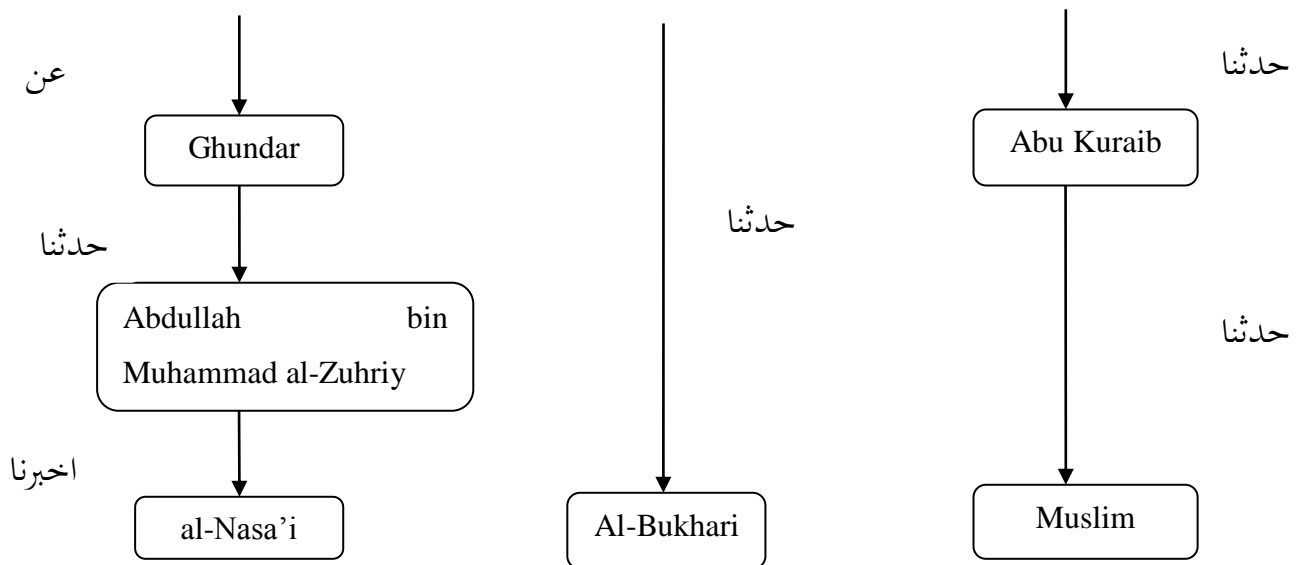 عن
حدثنا
Ghundar
Abu Kuraib
حدثنا
حدثنا
Abdullah bin
Muhammad al-Zuhriy
حدثنا
اخبرنا
al-Nasa’i
Al-Bukhari
Muslim